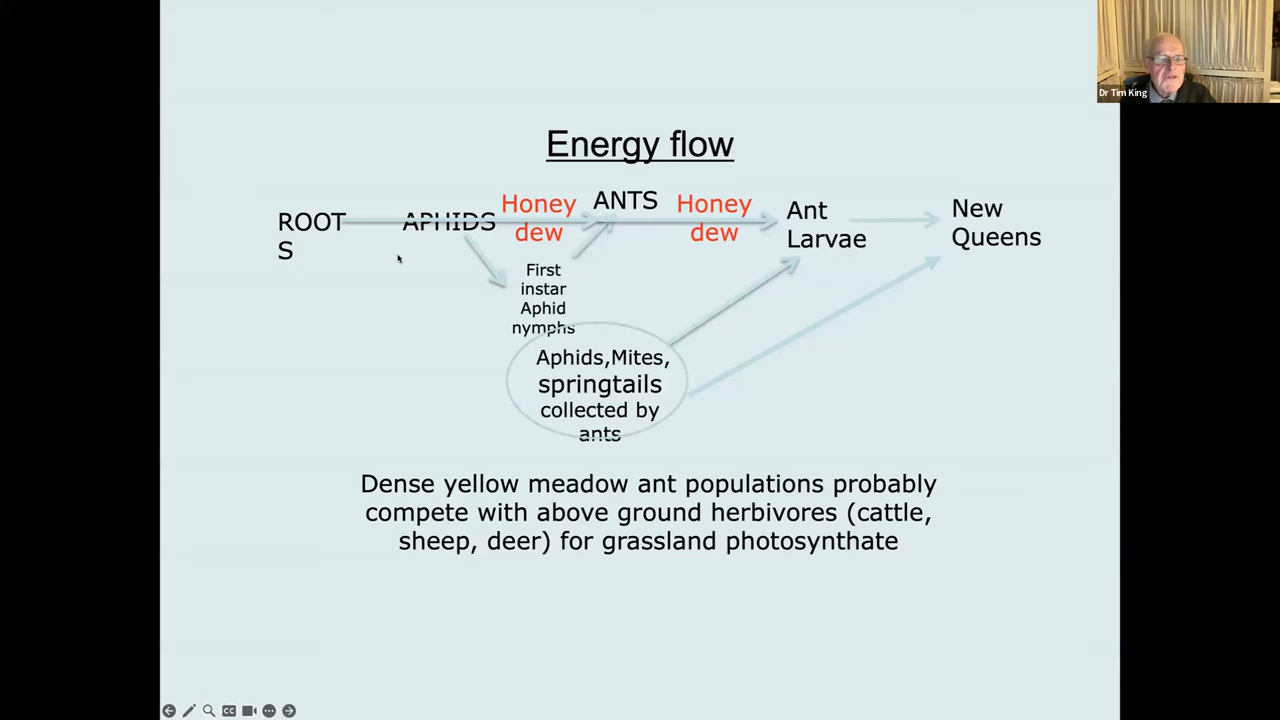 Dr Tim King
Energy flow
ROOT
S
APHIDS
Honey
dew
ANTS
Honey
dew
Ant
Larvae
New
Queens
First
instar
Aphid
nymphs
Aphids,Mites,
springtails
collected by
ants
Dense yellow meadow ant populations probably
compete with above ground herbivores (cattle,
sheep, deer) for grassland photosynthate
CC